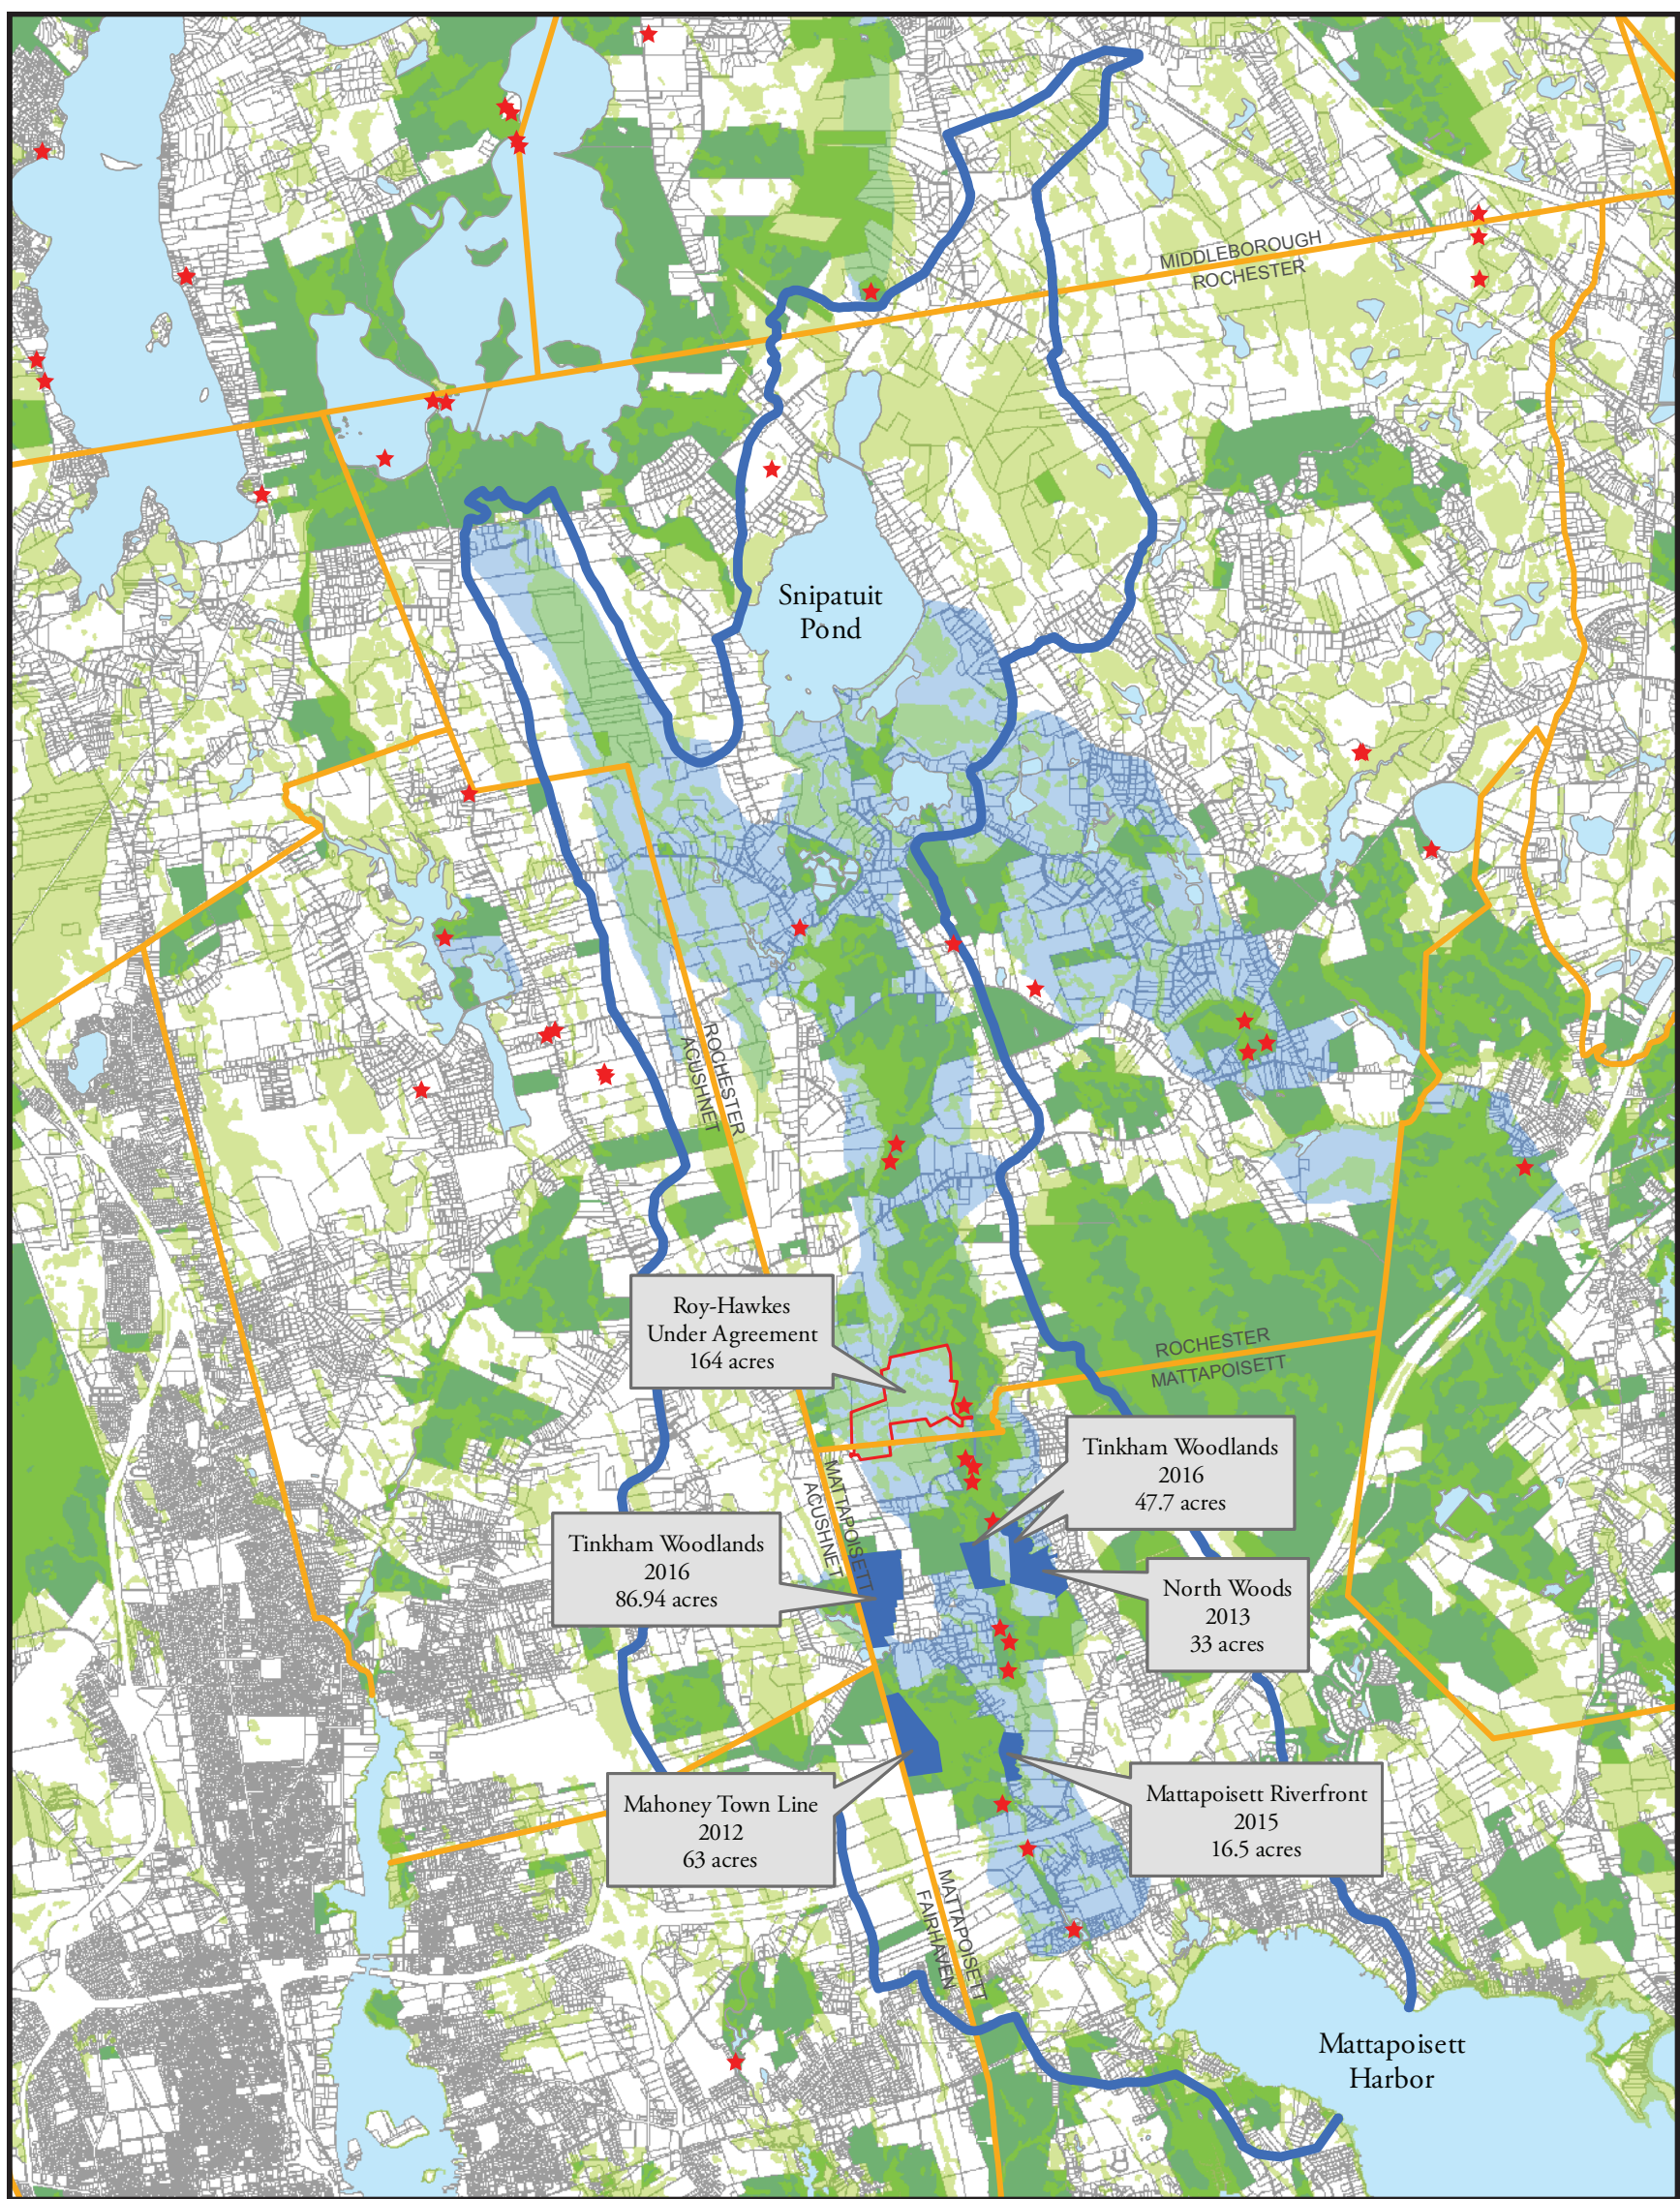 MIDDLEBOROUGH
ROCHESTER
Snipatuit
Pond
ROCHESTER
ACUSHNET
Roy-Hawkes
Under Agreement
164 acres
ROCHESTER
MATTAPOISETT
Tinkham Woodlands
2016
47.7 acres
MATTAPOISETT
ACUSHNET
Tinkham Woodlands
2016
86.94 acres
North Woods
2013
33 acres
Mahoney Town Line
2012
63 acres
Mattapoisett Riverfront
2015
16.5 acres
MATTAPOISETT
FAIRHAVEN
Mattapoisett
Harbor